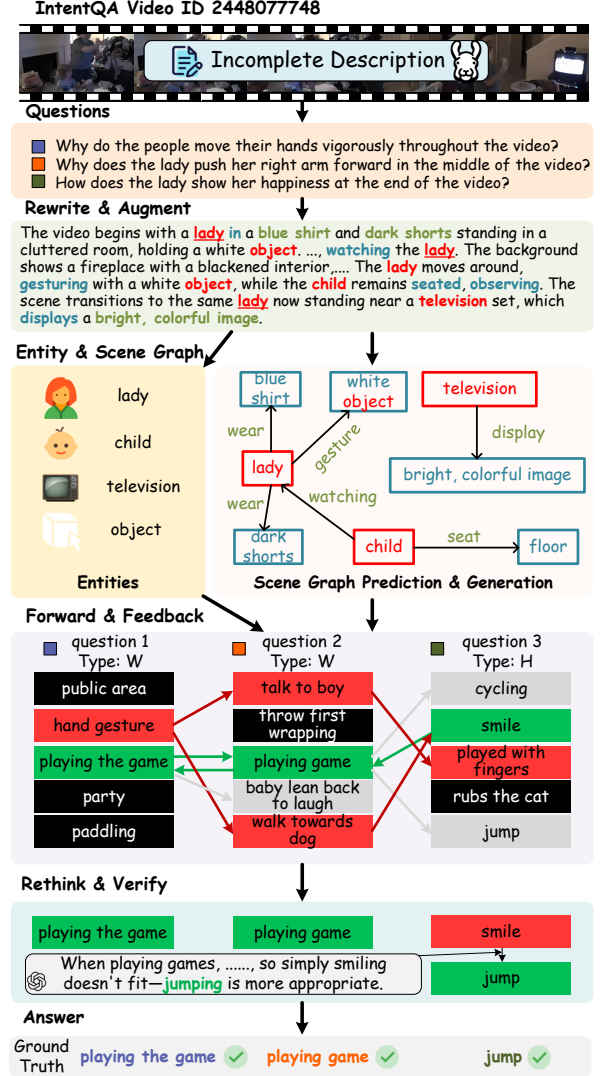 IntentQA Video ID 2448077748
Incomplete Description
Questions
Why do the people move their hands vigorously throughout the video?
Why does the lady push her right arm forward in the middle of the video?
How does the lady show her happiness at the end of the video?
Rewrite & Augment
The video begins with a lady in a blue shirt and dark shorts standing in a
cluttered room, holding a white object. ..., watching the lady. The background
shows a fireplace with a blackened interior,.... The lady moves around,
gesturing with a white object, while the child remains seated, observing. The
scene transitions to the same lady now standing near a television set, which
displays a bright, colorful image.
Entity & Scene Graph
lady
child
television
object
Entities
blue
shirt
white
object
television
wear
gesture
display
lady
bright, colorful image
wear
watching
dark
shorts
child
seat
floor
Scene Graph Prediction & Generation
Forward & Feedback
question 1
Type: W
question 2
Type: W
question 3
Type: H
public area
talk to boy
cycling
hand gesture
throw first
wrapping
smile
playing the game
playing game
played with
fingers
party
baby lean back
to laugh
rubs the cat
paddling
walk towards
dog
jump
Rethink & Verify
playing the game
playing game
smile
When playing games, ......, so simply smiling
doesn't fit—jumping is more appropriate.
jump
Answer
Ground
Truth
playing the game
playing game
jump